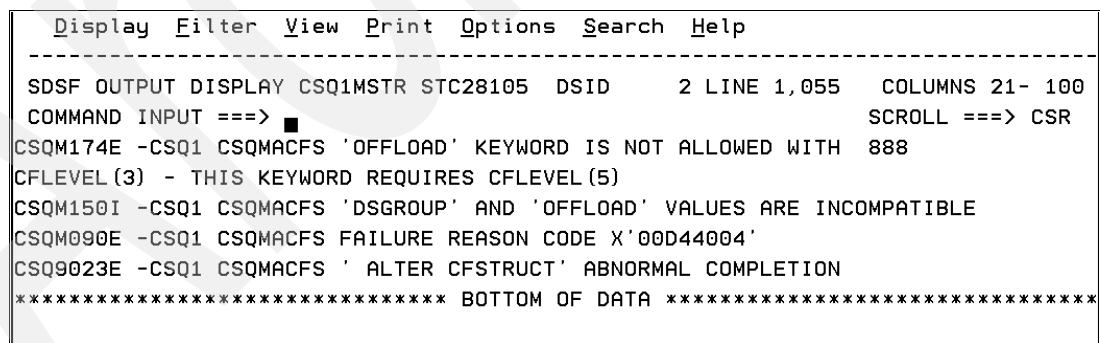 Display Filter View Print Options Search Help
--------------------------------------------------------------------------------
SDSF OUTPUT DISPLAY CSQ1MSTR STC28105 DSID 2 LINE 1,055 COLUMNS 21- 100
COMMAND INPUT ===> SCROLL ===> CSR
CSQM174E -CSQ1 CSQMACFS 'OFFLOAD' KEYWORD IS NOT ALLOWED WITH 888
CFLEVEL(3) - THIS KEYWORD REQUIRES CFLEVEL(5)
CSQM150I -CSQ1 CSQMACFS 'DSGROUP' AND 'OFFLOAD' VALUES ARE INCOMPATIBLE
CSQM090E -CSQ1 CSQMACFS FAILURE REASON CODE X'00D44004'
CSQ9023E -CSQ1 CSQMACFS ' ALTER CFSTRUCT' ABNORMAL COMPLETION
******************************** BOTTOM OF DATA ********************************